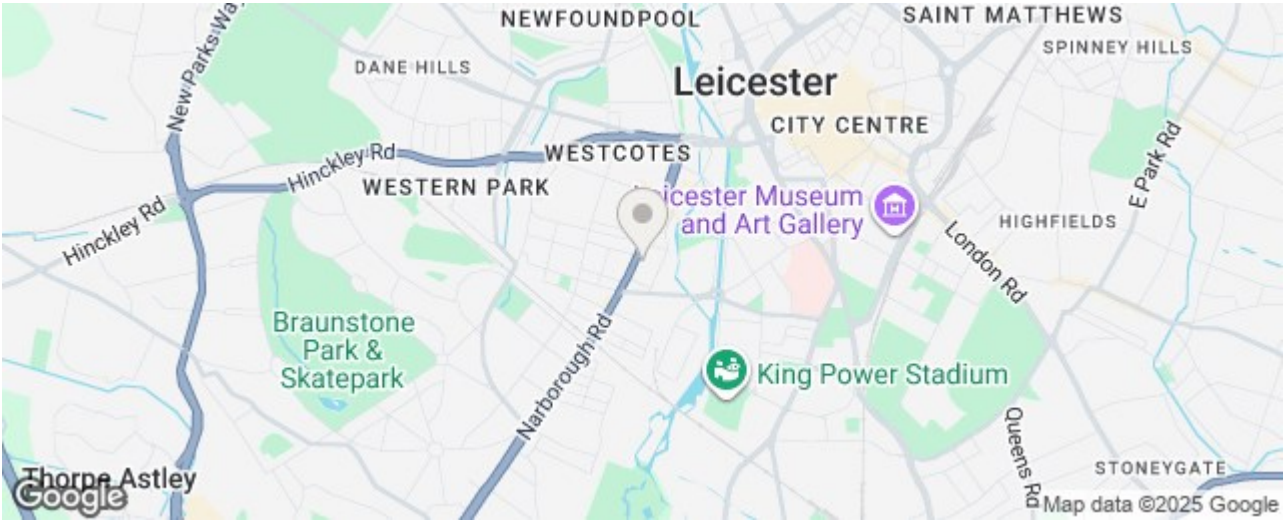 NEWFOUNDPOOL
SAINT MATTHEWS
SPINNEY HILLS
DANE HILLS
New Parks Way
Leicester
CITY CENTRE
E Park Rd
Hinckley Rd
WESTCOTES
WESTERN PARK
Leicester Museum
and Art Gallery
HIGHFIELDS
Hinckley Rd
London Rd
Braunstone
Park &
Skatepark
Narborough Rd
King Power Stadium
Queens Rd
STONEYGATE
Thorpe Astley
Google
Map data ©2025 Google